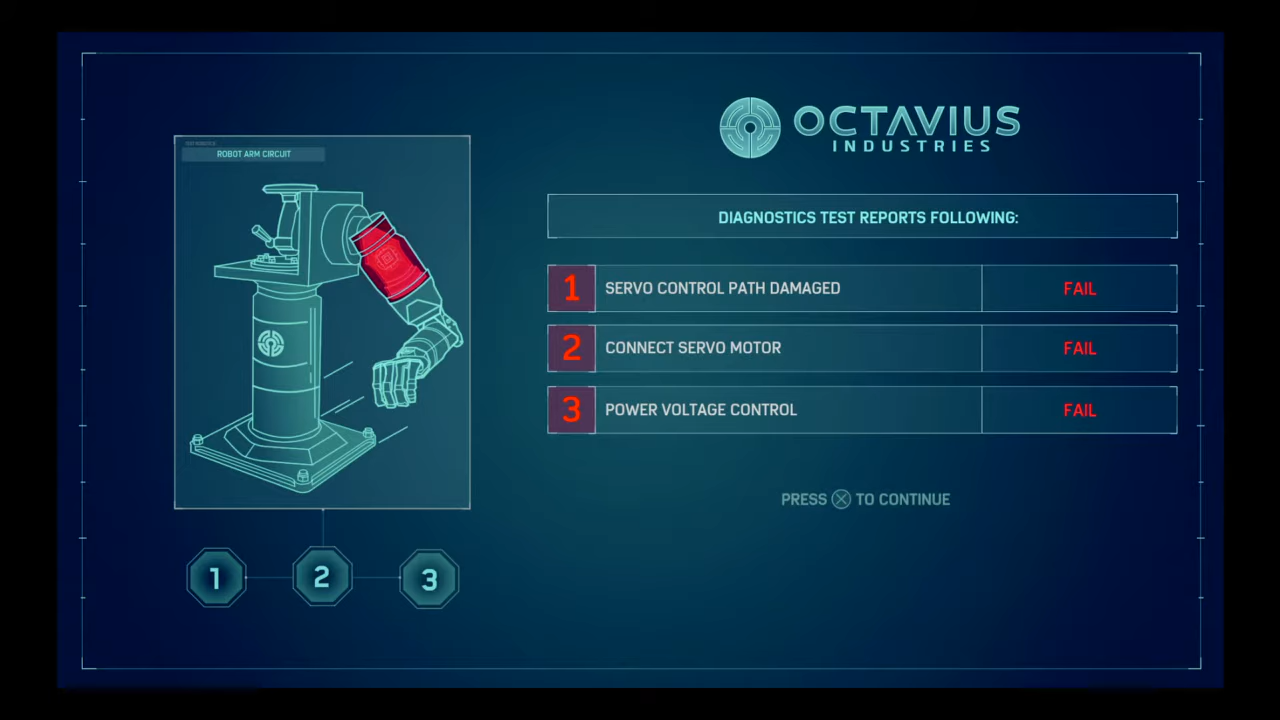 ROBOT ARM CIRCUIT
OCTAVIUS
INDUSTRIES
DIAGNOSTICS TEST REPORTS FOLLOWING:
1 SERVO CONTROL PATH DAMAGED FAIL
2 CONNECT SERVO MOTOR FAIL
3 POWER VOLTAGE CONTROL FAIL
PRESS ⓧ TO CONTINUE
1 2 3